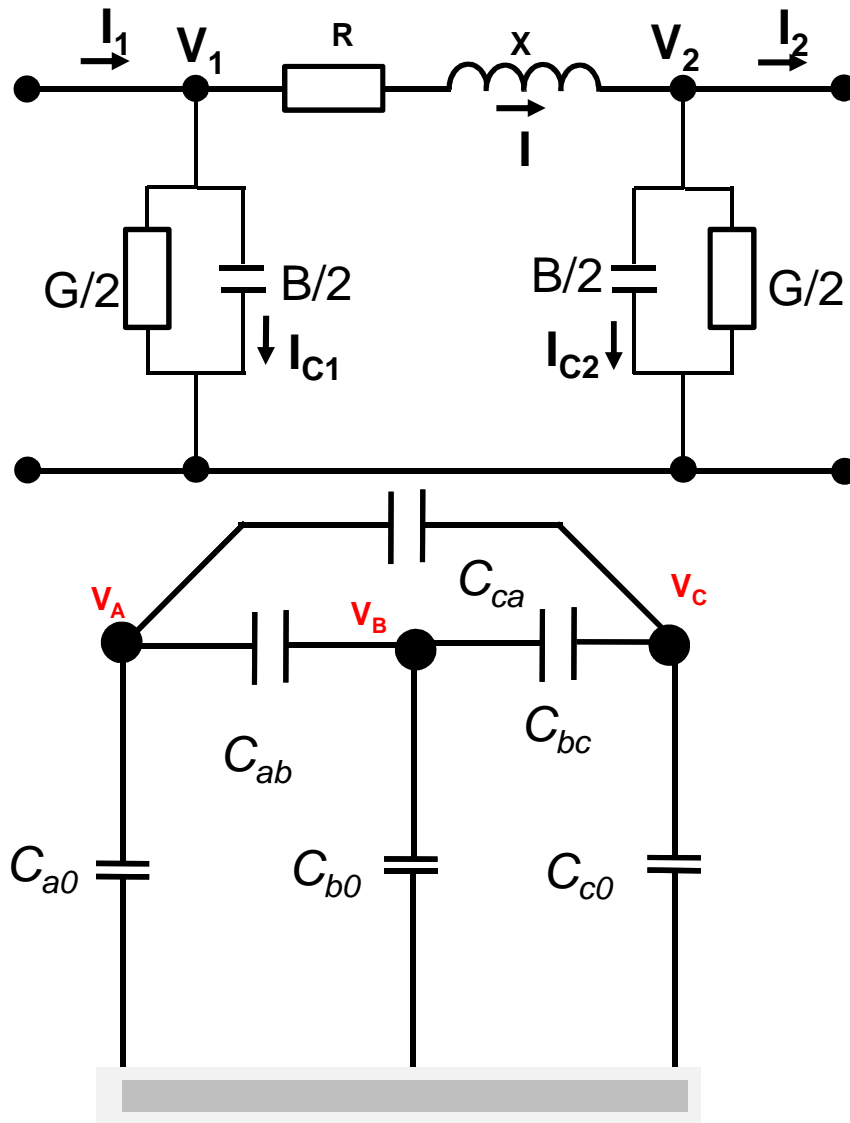 I1 V1 R X V2 I2
I
G/2 B/2 B/2 G/2
IC1 IC2
Cca
VA VB VC
Cab Cbc
Ca0 Cb0 Cc0